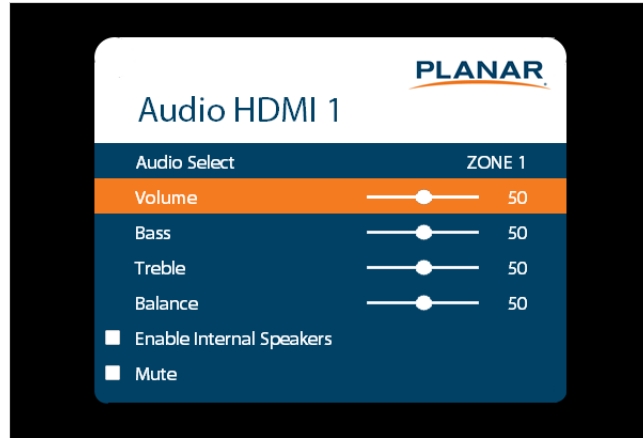 PLANAR
Audio HDMI 1
Audio Select ZONE 1
Volume 50
Bass 50
Treble 50
Balance 50
Enable Internal Speakers
Mute